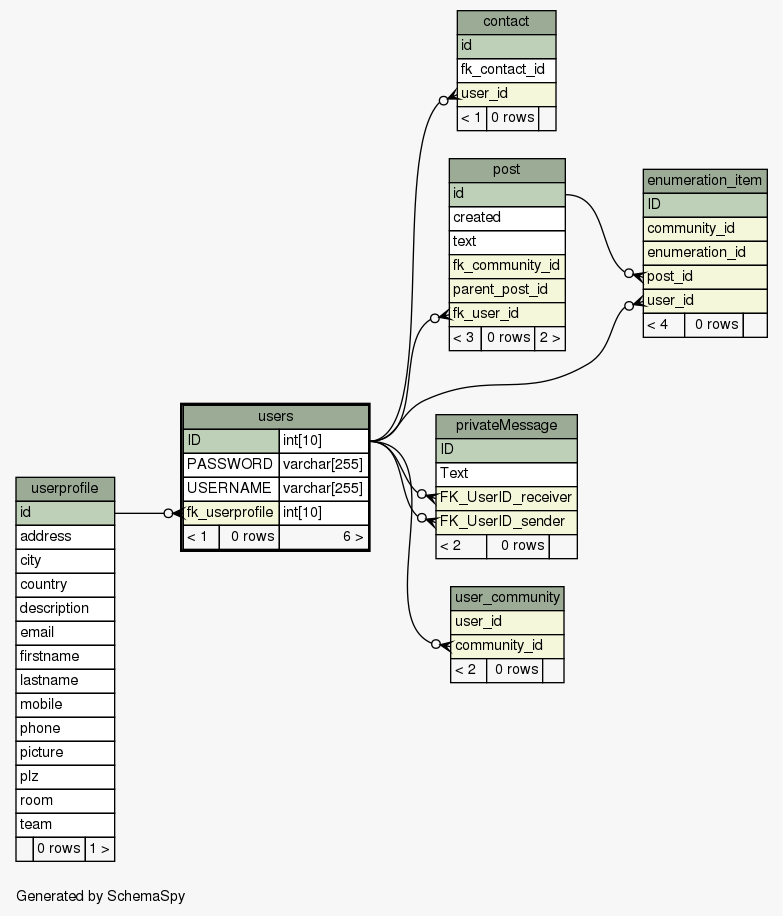 contact
id
fk_contact_id
user_id
< 1 0 rows
post
id
created
text
fk_community_id
parent_post_id
fk_user_id
< 3 0 rows 2 >
enumeration_item
ID
community_id
enumeration_id
post_id
user_id
< 4 0 rows
users
ID int[10]
PASSWORD varchar[255]
USERNAME varchar[255]
fk_userprofile int[10]
< 1 0 rows 6 >
privateMessage
ID
Text
FK_UserID_receiver
FK_UserID_sender
< 2 0 rows
userprofile
id
address
city
country
description
email
firstname
lastname
mobile
phone
picture
plz
room
team
0 rows 1 >
user_community
user_id
community_id
< 2 0 rows
Generated by SchemaSpy